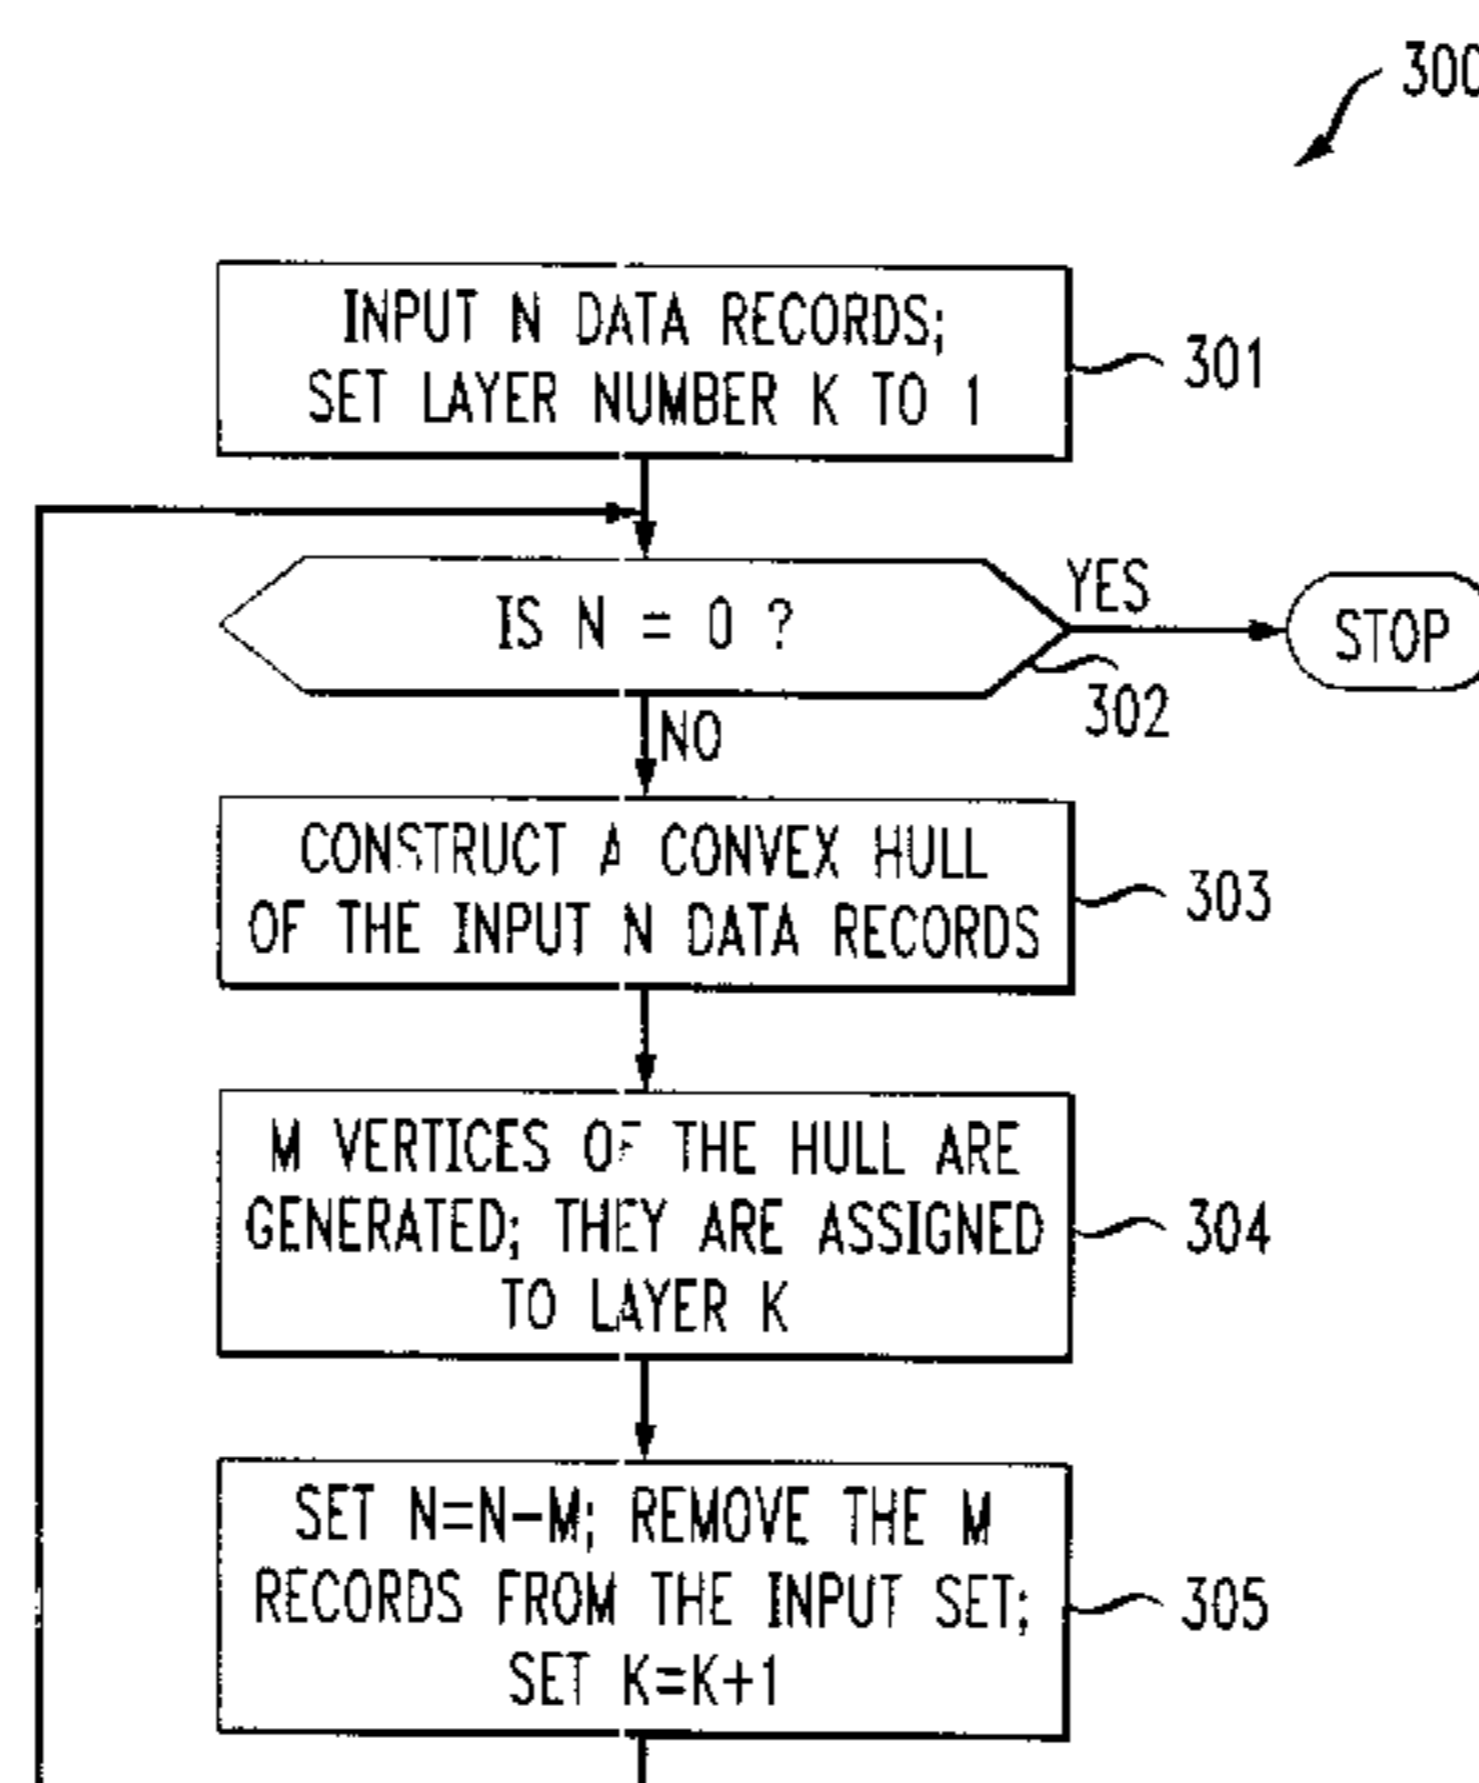 300
INPUT N DATA RECORDS;
SET LAYER NUMBER K TO 1
301
IS N = 0 ?
YES
STOP
302
NO
CONSTRUCT A CONVEX HULL
OF THE INPUT N DATA RECORDS
303
M VERTICES OF THE HULL ARE
GENERATED; THEY ARE ASSIGNED
TO LAYER K
304
SET N=N-M; REMOVE THE M
RECORDS FROM THE INPUT SET;
SET K=K+1
305